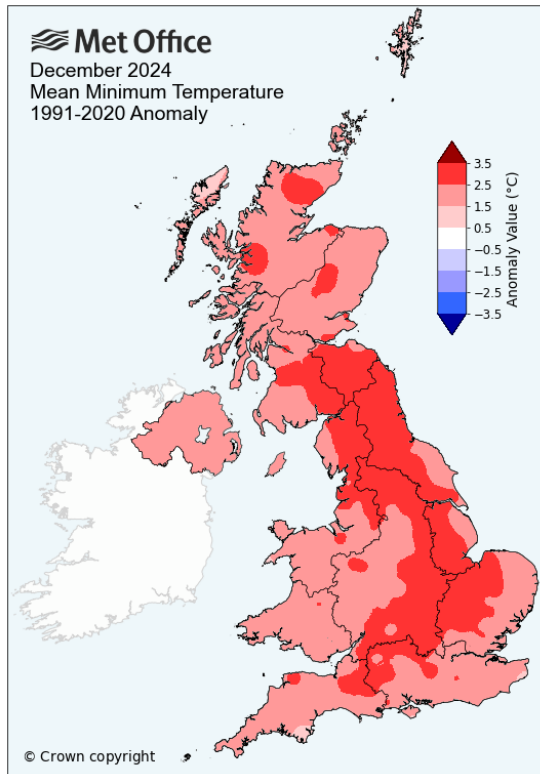 Met Office
December 2024
Mean Minimum Temperature
1991-2020 Anomaly
3.5
2.5
1.5
0.5
−0.5
−1.5
−2.5
−3.5
Anomaly Value (°C)
© Crown copyright